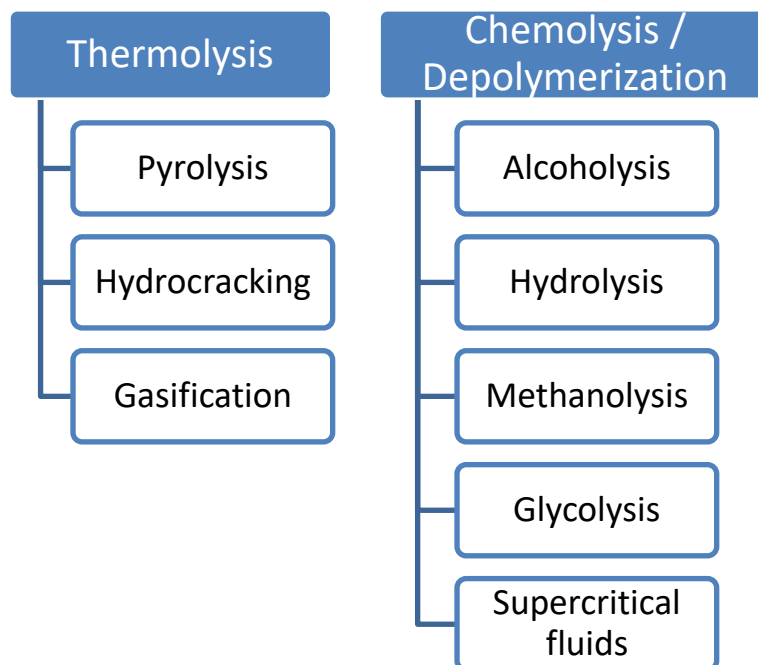 Thermolysis
Pyrolysis
Hydrocracking
Gasification
Chemolysis /
Depolymerization
Alcoholysis
Hydrolysis
Methanolysis
Glycolysis
Supercritical
fluids